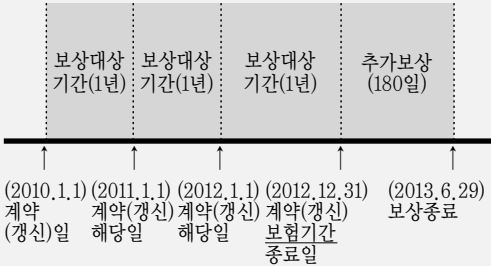 보상대상 보상대상 보상대상 추가보상
기간(1년) 기간(1년) 기간(1년) (180일)
(2010.1.1) (2011.1.1) (2012.1.1) (2012.12.31) (2013.6.29)
계약 계약(갱신) 계약(갱신) 계약(갱신) 보상종료
(갱신)일 해당일 해당일 보험기간
종료일